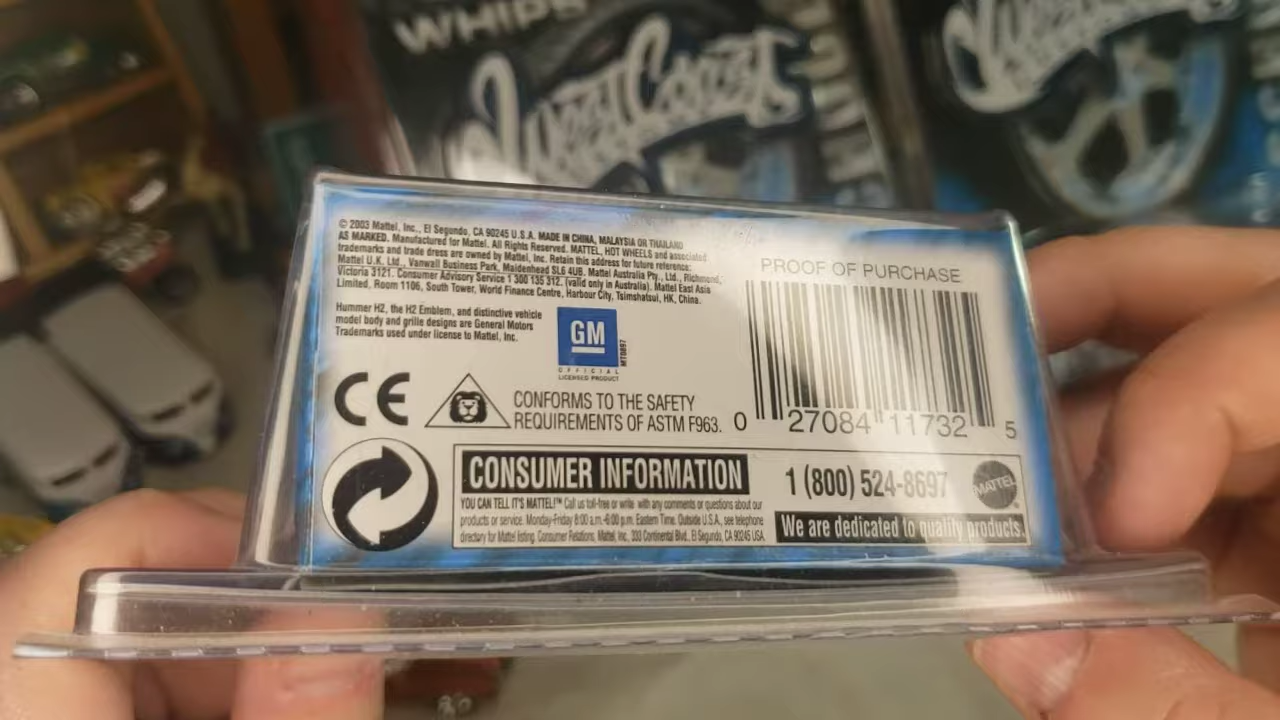 WHIPS
West Coast
© 2003 Mattel, Inc., El Segundo, CA 90245 U.S.A. MADE IN CHINA, MALAYSIA OR THAILAND
AS MARKED. Manufactured for Mattel. All Rights Reserved. MATTEL, HOT WHEELS and associated
trademarks and trade dress are owned by Mattel, Inc. Retain this address for future reference:
Mattel U.K. Ltd., Vanwall Business Park, Maidenhead SL6 4UB. Mattel Australia Pty., Ltd., Richmond,
Victoria 3121. Consumer Advisory Service 1 300 135 312. (valid only in Australia). Mattel East Asia
Limited, Room 1106, South Tower, World Finance Centre, Harbour City, Tsimshatsui, HK, China.
Hummer H2, the H2 Emblem, and distinctive vehicle
model body and grille designs are General Motors
Trademarks used under license to Mattel, Inc.
GM
OFFICIAL
LICENSED PRODUCT
PROOF OF PURCHASE
0 27084 11732 5
CE
CONFORMS TO THE SAFETY
REQUIREMENTS OF ASTM F963.
CONSUMER INFORMATION
1 (800) 524-8697
MATTEL
YOU CAN TELL IT'S MATTEL!™ Call us toll-free or write with any comments or questions about our
products or service. Monday-Friday 8:00 a.m.-6:00 p.m. Eastern Time. Outside U.S.A., see telephone
directory for Mattel listing. Consumer Relations, Mattel, Inc., 333 Continental Blvd., El Segundo, CA 90245 USA.
We are dedicated to quality products.